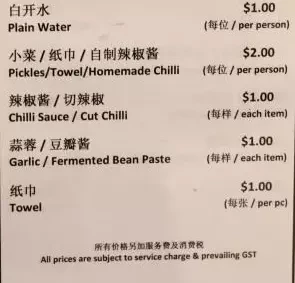 白开水 $1.00
Plain Water (每位 / per person)
小菜 / 纸巾 / 自制辣椒酱 $2.00
Pickles/Towel/Homemade Chilli (每位 / per person)
辣椒酱 / 切辣椒 $1.00
Chilli Sauce / Cut Chilli (每样 / each item)
蒜蓉 / 豆瓣酱 $1.00
Garlic / Fermented Bean Paste (每样 / each item)
纸巾 $1.00
Towel (每张 / per pc)
所有价格另加服务费及消费税
All prices are subject to service charge & prevailing GST